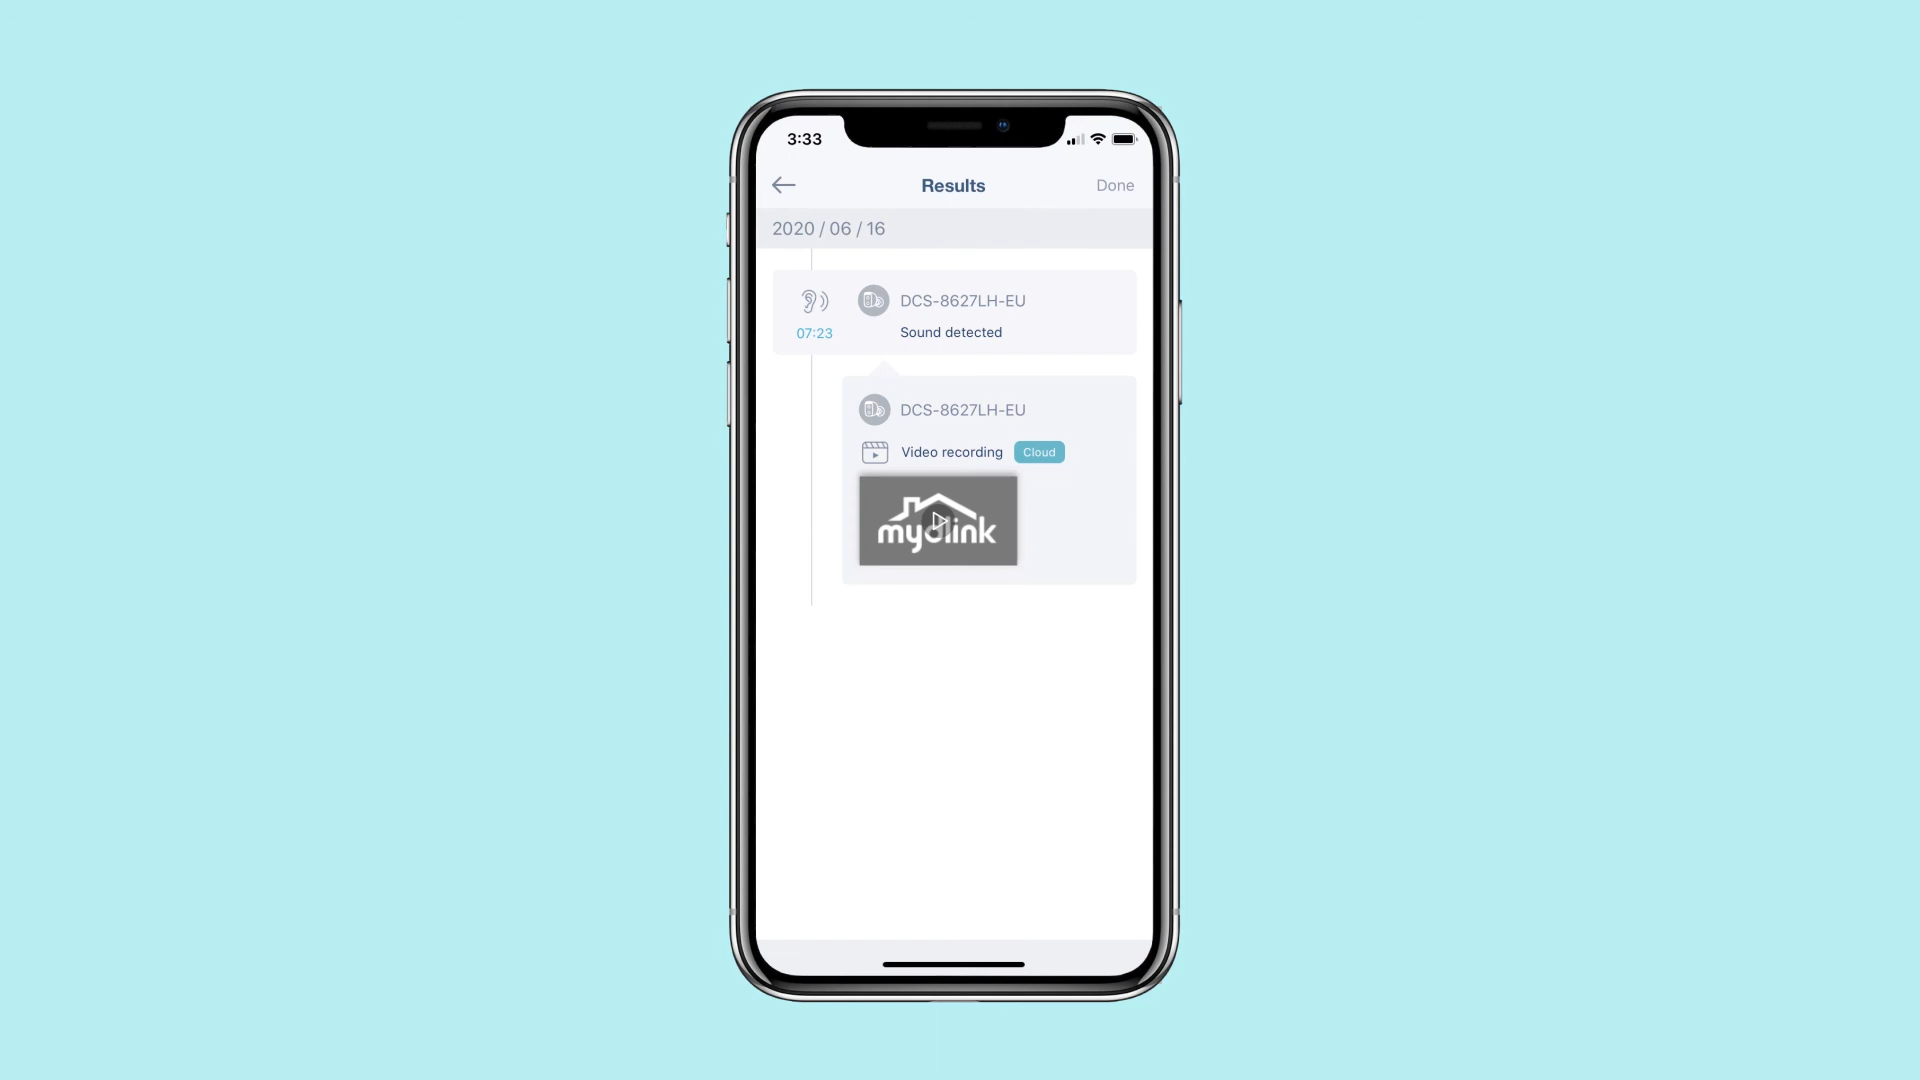 3:33
Results
Done
2020 / 06 / 16
DCS-8627LH-EU
07:23
Sound detected
DCS-8627LH-EU
Video recording
Cloud
mydlink